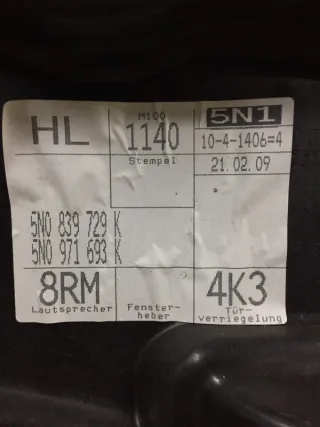 HL
M100
1140
Stempel
5N1
10-4-1406=4
21.02.09
5N0 839 729 K
5N0 971 693 K
8RM
Lautsprecher
Fenster-
heber
4K3
Tür-
verriegelung